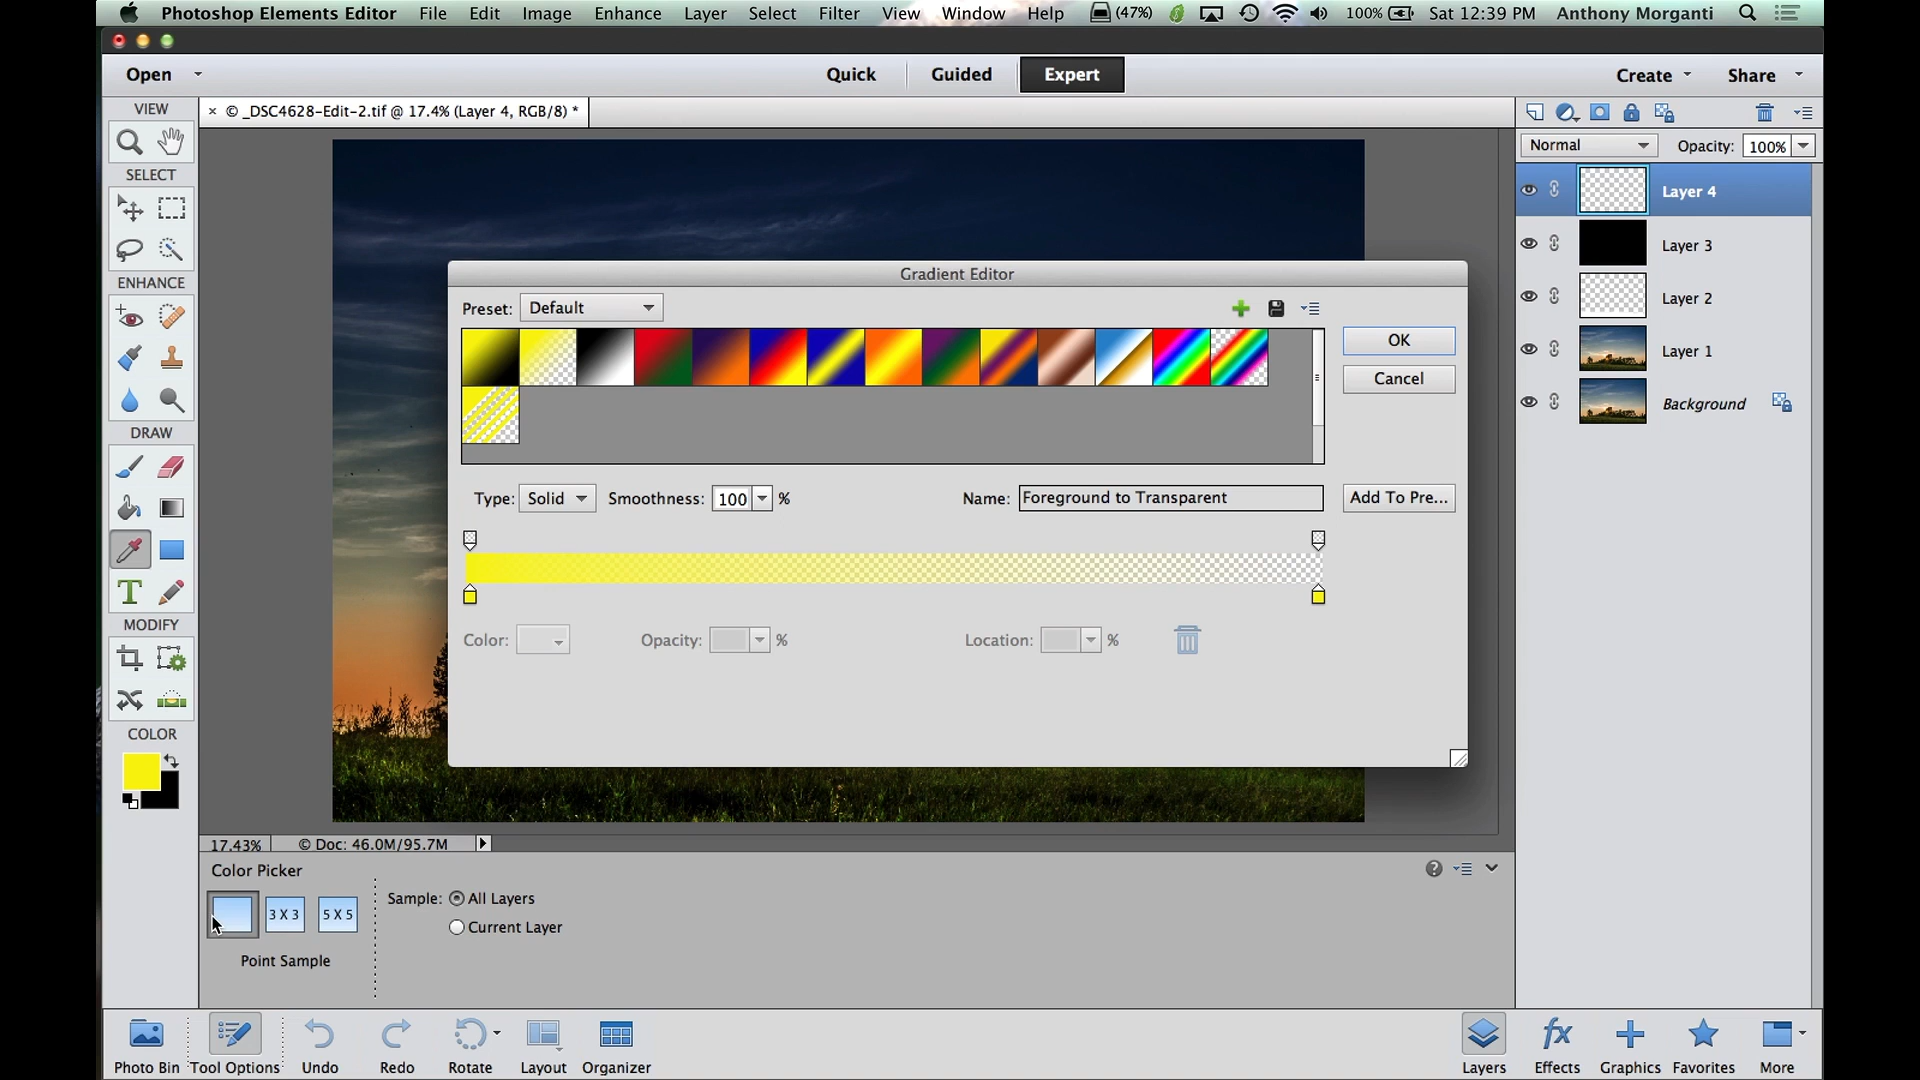 Photoshop Elements Editor File Edit Image Enhance Layer Select Filter View Window Help (47%) 100% Sat 12:39 PM Anthony Morganti
Open Quick Guided Expert Create Share
VIEW
× © _DSC4628-Edit-2.tif @ 17.4% (Layer 4, RGB/8) *
Normal Opacity: 100%
SELECT
Layer 4
Layer 3
ENHANCE
Layer 2
Layer 1
Background
Gradient Editor
Preset: Default
OK
Cancel
DRAW
Type: Solid Smoothness: 100 % Name: Foreground to Transparent Add To Pre...
T
MODIFY
Color: Opacity: % Location: %
COLOR
17.43% © Doc: 46.0M/95.7M
Color Picker
Sample: All Layers
3 X 3 5 X 5
Current Layer
Point Sample
fx
Photo Bin Tool Options Undo Redo Rotate Layout Organizer Layers Effects Graphics Favorites More